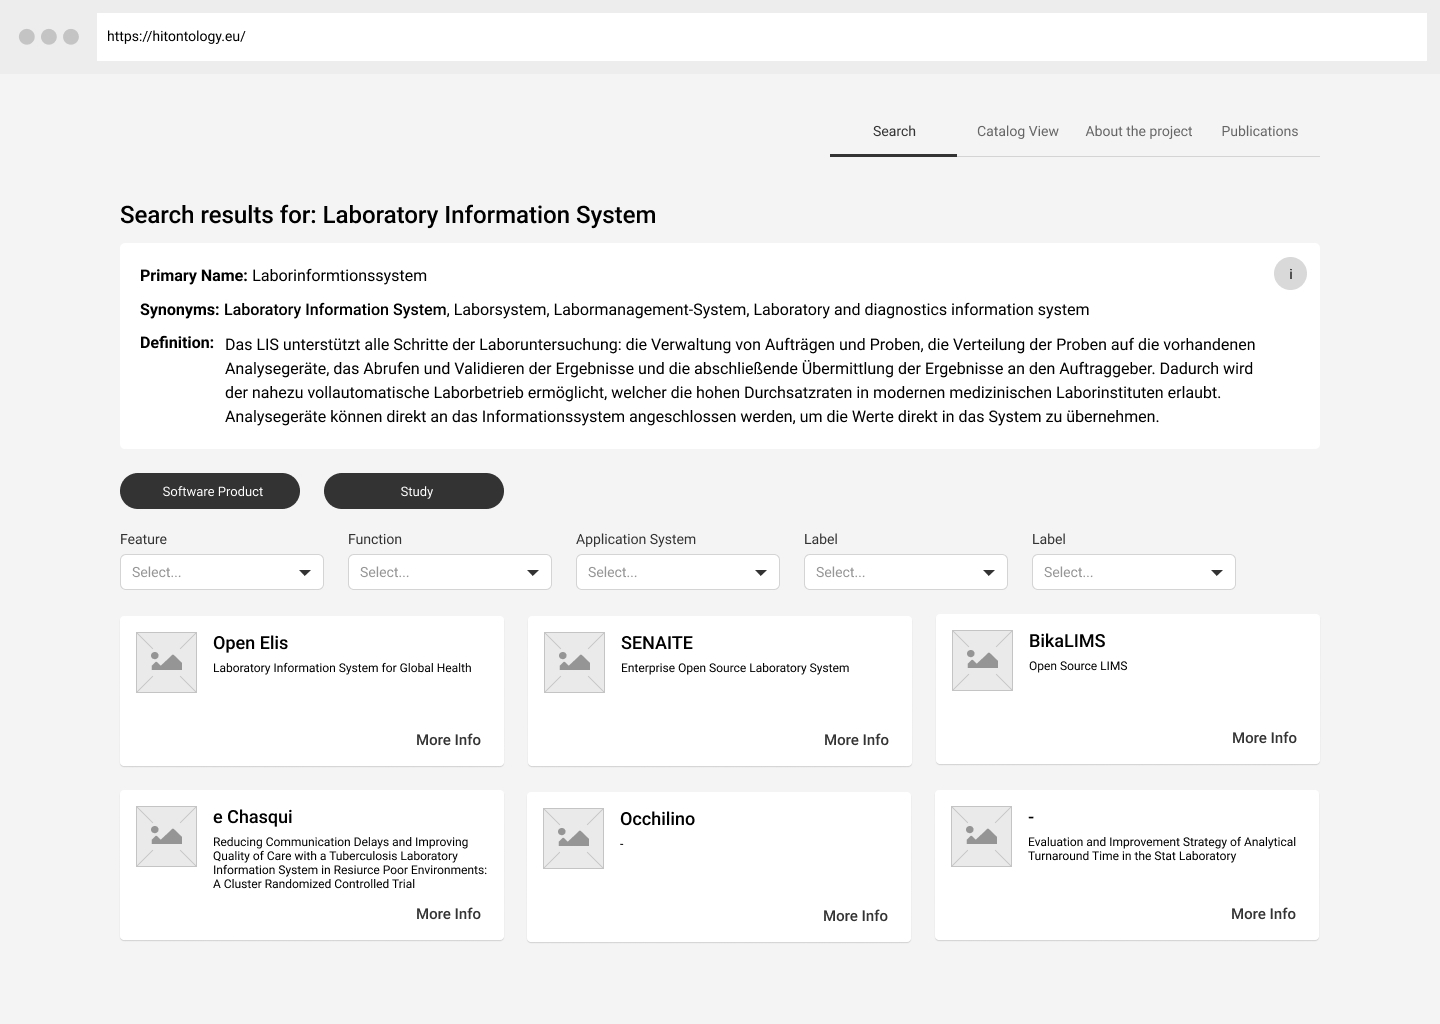 https://hitontology.eu/
Search
Catalog View
About the project
Publications
Search results for: Laboratory Information System
Primary Name: Laborinformtionssystem
i
Synonyms: Laboratory Information System, Laborsystem, Labormanagement-System, Laboratory and diagnostics information system
Definition: Das LIS unterstützt alle Schritte der Laboruntersuchung: die Verwaltung von Aufträgen und Proben, die Verteilung der Proben auf die vorhandenen
Analysegeräte, das Abrufen und Validieren der Ergebnisse und die abschließende Übermittlung der Ergebnisse an den Auftraggeber. Dadurch wird
der nahezu vollautomatische Laborbetrieb ermöglicht, welcher die hohen Durchsatzraten in modernen medizinischen Laborinstituten erlaubt.
Analysegeräte können direkt an das Informationssystem angeschlossen werden, um die Werte direkt in das System zu übernehmen.
Software Product
Study
Feature
Function
Application System
Label
Label
Select...
Select...
Select...
Select...
Select...
Open Elis
Laboratory Information System for Global Health
More Info
SENAITE
Enterprise Open Source Laboratory System
More Info
BikaLIMS
Open Source LIMS
More Info
e Chasqui
Reducing Communication Delays and Improving
Quality of Care with a Tuberculosis Laboratory
Information System in Resiurce Poor Environments:
A Cluster Randomized Controlled Trial
More Info
Occhilino
-
More Info
-
Evaluation and Improvement Strategy of Analytical
Turnaround Time in the Stat Laboratory
More Info